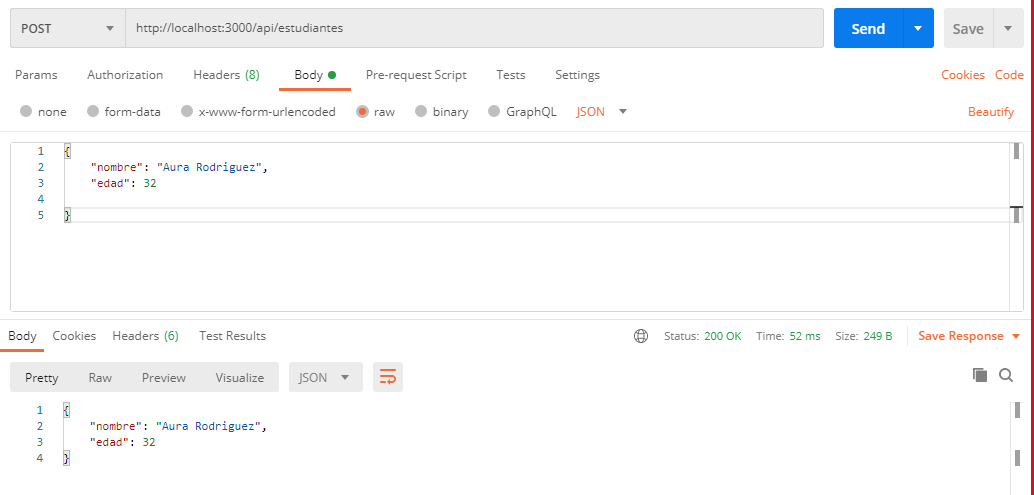 POST http://localhost:3000/api/estudiantes Send Save
Params Authorization Headers (8) Body Pre-request Script Tests Settings Cookies Code
none form-data x-www-form-urlencoded raw binary GraphQL JSON Beautify
1 {
2 "nombre": "Aura Rodriguez",
3 "edad": 32
4
5 }
Body Cookies Headers (6) Test Results Status: 200 OK Time: 52 ms Size: 249 B Save Response
Pretty Raw Preview Visualize JSON
1 {
2 "nombre": "Aura Rodriguez",
3 "edad": 32
4 }